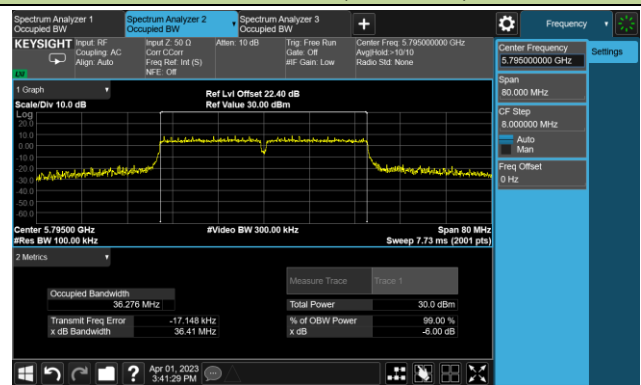 Spectrum Analyzer 1
Occupied BW
Spectrum Analyzer 2
Occupied BW
Spectrum Analyzer 3
Occupied BW
+
Frequency
KEYSIGHT
Input: RF
Coupling: AC
Align: Auto
Input Z: 50 Ω
Corr CCorr
Freq Ref: Int (S)
NFE: Off
Atten: 10 dB
Trig: Free Run
Gate: Off
#IF Gain: Low
Center Freq: 5.795000000 GHz
Avg|Hold:>10/10
Radio Std: None
Center Frequency
5.795000000 GHz
Settings
Span
80.000 MHz
CF Step
8.000000 MHz
Auto
Man
Freq Offset
0 Hz
1 Graph
Scale/Div 10.0 dB
Ref Lvl Offset 22.40 dB
Ref Value 30.00 dBm
Log
20.0
10.0
0.00
-10.0
-20.0
-30.0
-40.0
-50.0
-60.0
Center 5.79500 GHz
#Video BW 300.00 kHz
Span 80 MHz
#Res BW 100.00 kHz
Sweep 7.73 ms (2001 pts)
2 Metrics
Measure Trace
Trace 1
Occupied Bandwidth
36.276 MHz
Total Power
30.0 dBm
Transmit Freq Error
-17.148 kHz
% of OBW Power
99.00 %
x dB Bandwidth
36.41 MHz
x dB
-6.00 dB
?
Apr 01, 2023
3:41:29 PM